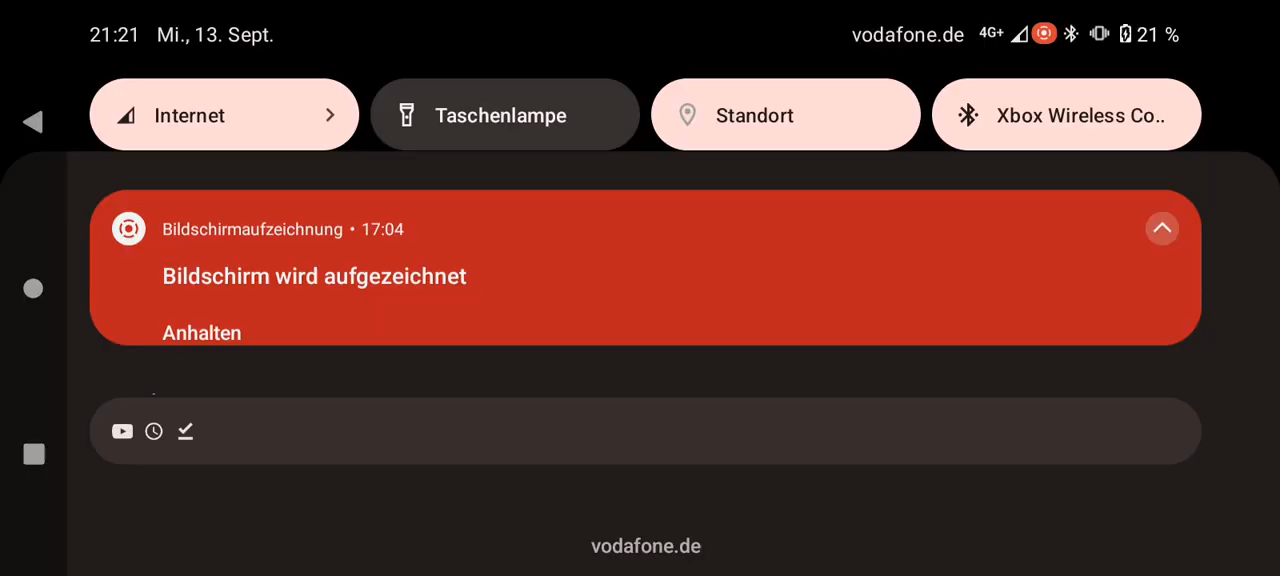 21:21 Mi., 13. Sept. vodafone.de 4G+ 21 %
Internet Taschenlampe Standort Xbox Wireless Co..
Bildschirmaufzeichnung • 17:04
Bildschirm wird aufgezeichnet
Anhalten
vodafone.de